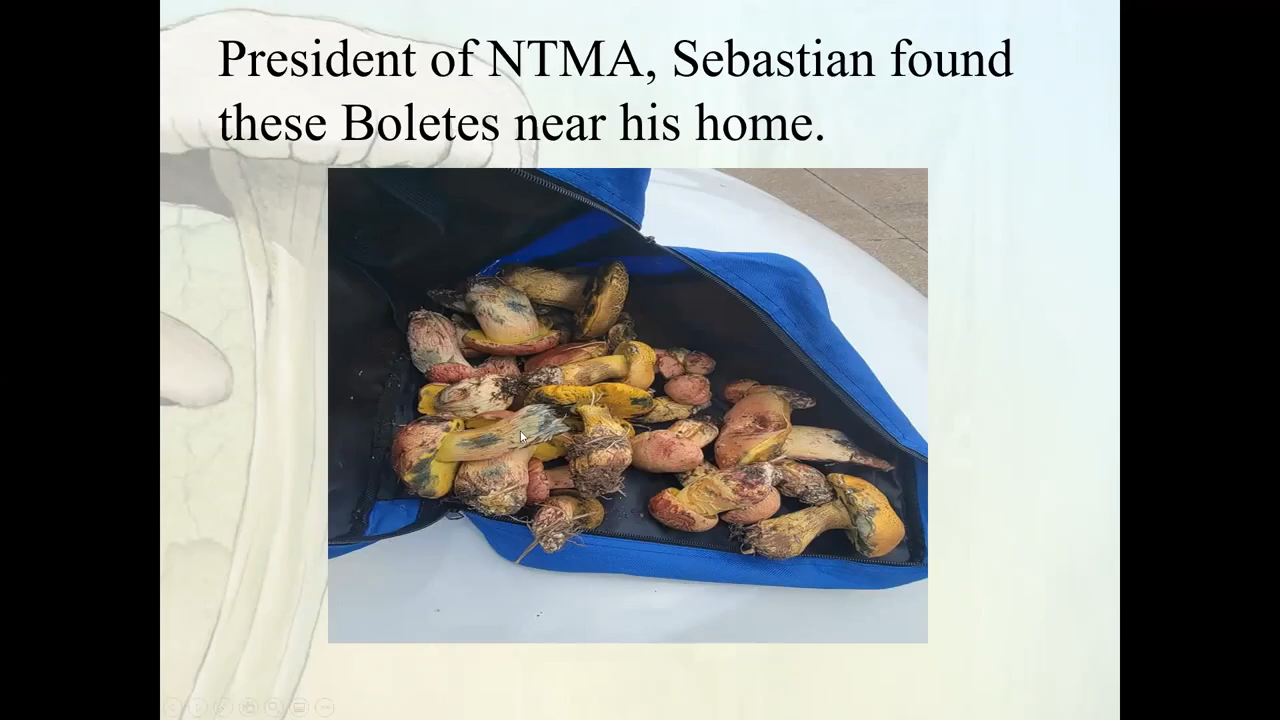 President of NTMA, Sebastian found
these Boletes near his home.